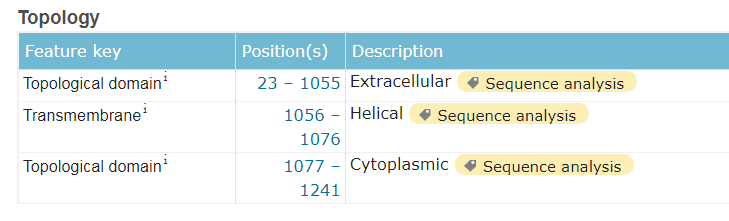 Topology
Feature key Position(s) Description
Topological domain i 23 – 1055 Extracellular Sequence analysis
Transmembrane i 1056 – Helical Sequence analysis
1076
Topological domain i 1077 – Cytoplasmic Sequence analysis
1241